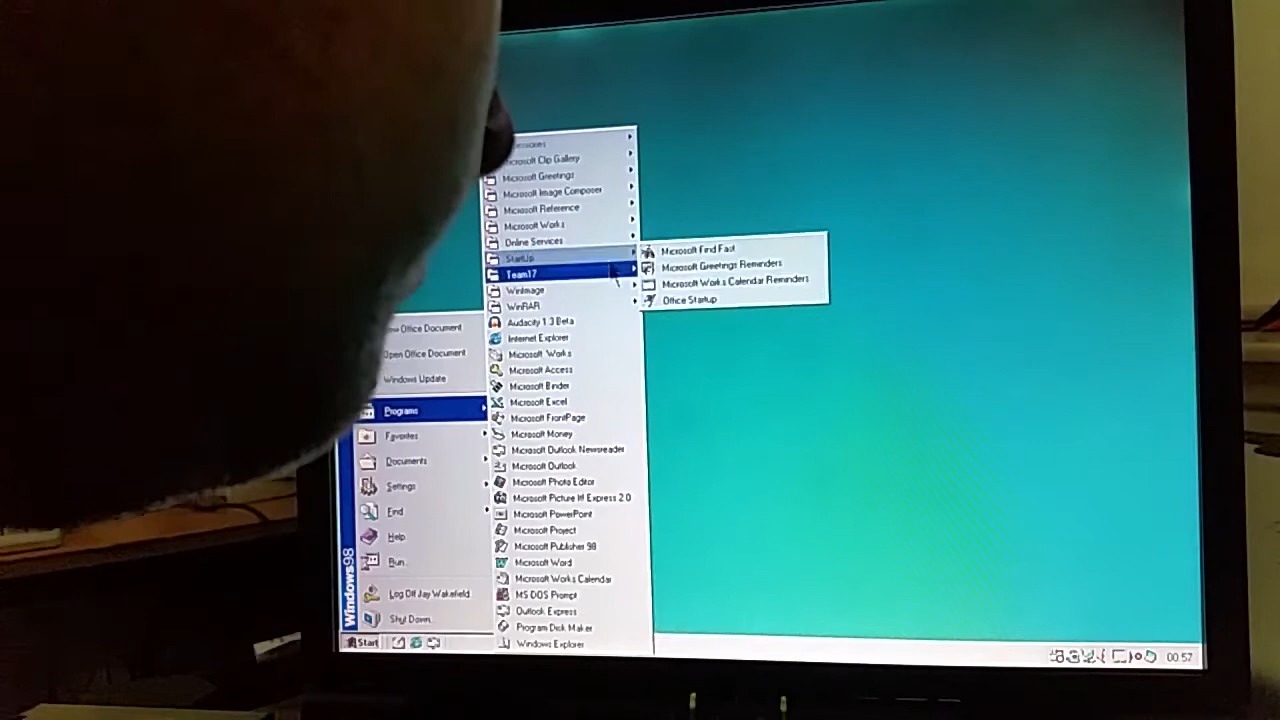 Microsoft Clip Gallery
Microsoft Greetings
Microsoft Image Composer
Microsoft Reference
Microsoft Works
Online Services
StartUp
Team17
WinImage
WinRAR
Audacity 1.3 Beta
Internet Explorer
Microsoft Works
Microsoft Access
Microsoft Binder
Microsoft Excel
Microsoft FrontPage
Microsoft Money
Microsoft Outlook Newsreader
Microsoft Outlook
Microsoft Photo Editor
Microsoft Picture It! Express 2.0
Microsoft PowerPoint
Microsoft Project
Microsoft Publisher 98
Microsoft Word
Microsoft Works Calendar
MS-DOS Prompt
Outlook Express
Program Disk Maker
Windows Explorer
Microsoft Find Fast
Microsoft Greetings Reminders
Microsoft Works Calendar Reminders
Office Startup
Office Document
Open Office Document
Windows Update
Programs
Favorites
Documents
Settings
Find
Help
Run...
Log Off Jay Wakefield...
Shut Down...
Windows98
Start
00:57